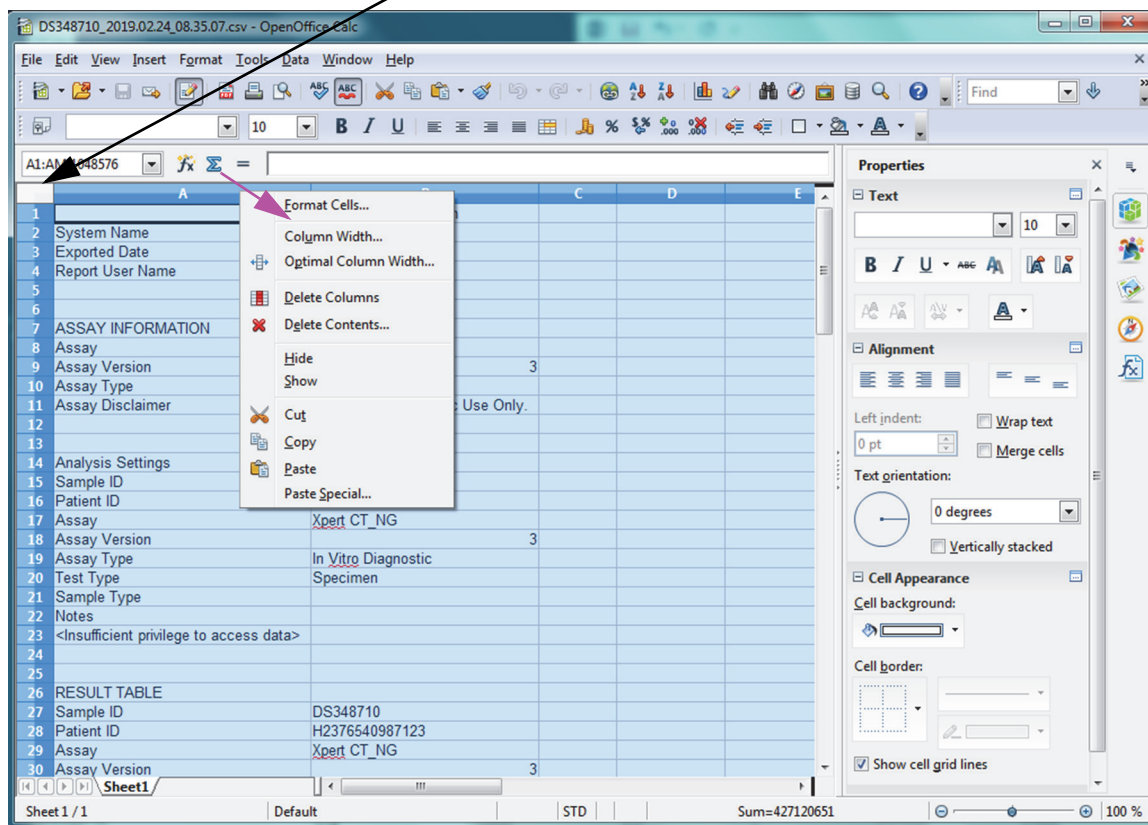 DS348710_2019.02.24_08.35.07.csv - OpenOffice Calc
File Edit View Insert Format Tools Data Window Help
ABC ABC Find
10 B I U
A1:AM 048576 fx Σ =
Properties
A C D E
Text
10
B I U ABC
Alignment
Left indent:
0 pt
Wrap text
Merge cells
Text orientation:
0 degrees
Vertically stacked
Cell Appearance
Cell background:
Cell border:
Show cell grid lines
Format Cells...
Column Width...
Optimal Column Width...
Delete Columns
Delete Contents...
Hide
Show
Cut
Copy
Paste
Paste Special...
1
2 System Name
3 Exported Date
4 Report User Name
5
6
7 ASSAY INFORMATION
8 Assay
9 Assay Version 3
10 Assay Type
11 Assay Disclaimer Use Only.
12
13
14 Analysis Settings
15 Sample ID
16 Patient ID
17 Assay Xpert CT_NG
18 Assay Version 3
19 Assay Type In Vitro Diagnostic
20 Test Type Specimen
21 Sample Type
22 Notes
23 <Insufficient privilege to access data>
24
25
26 RESULT TABLE
27 Sample ID DS348710
28 Patient ID H2376540987123
29 Assay Xpert CT_NG
30 Assay Version 3
Sheet1
Sheet 1 / 1 Default STD Sum=427120651 100 %